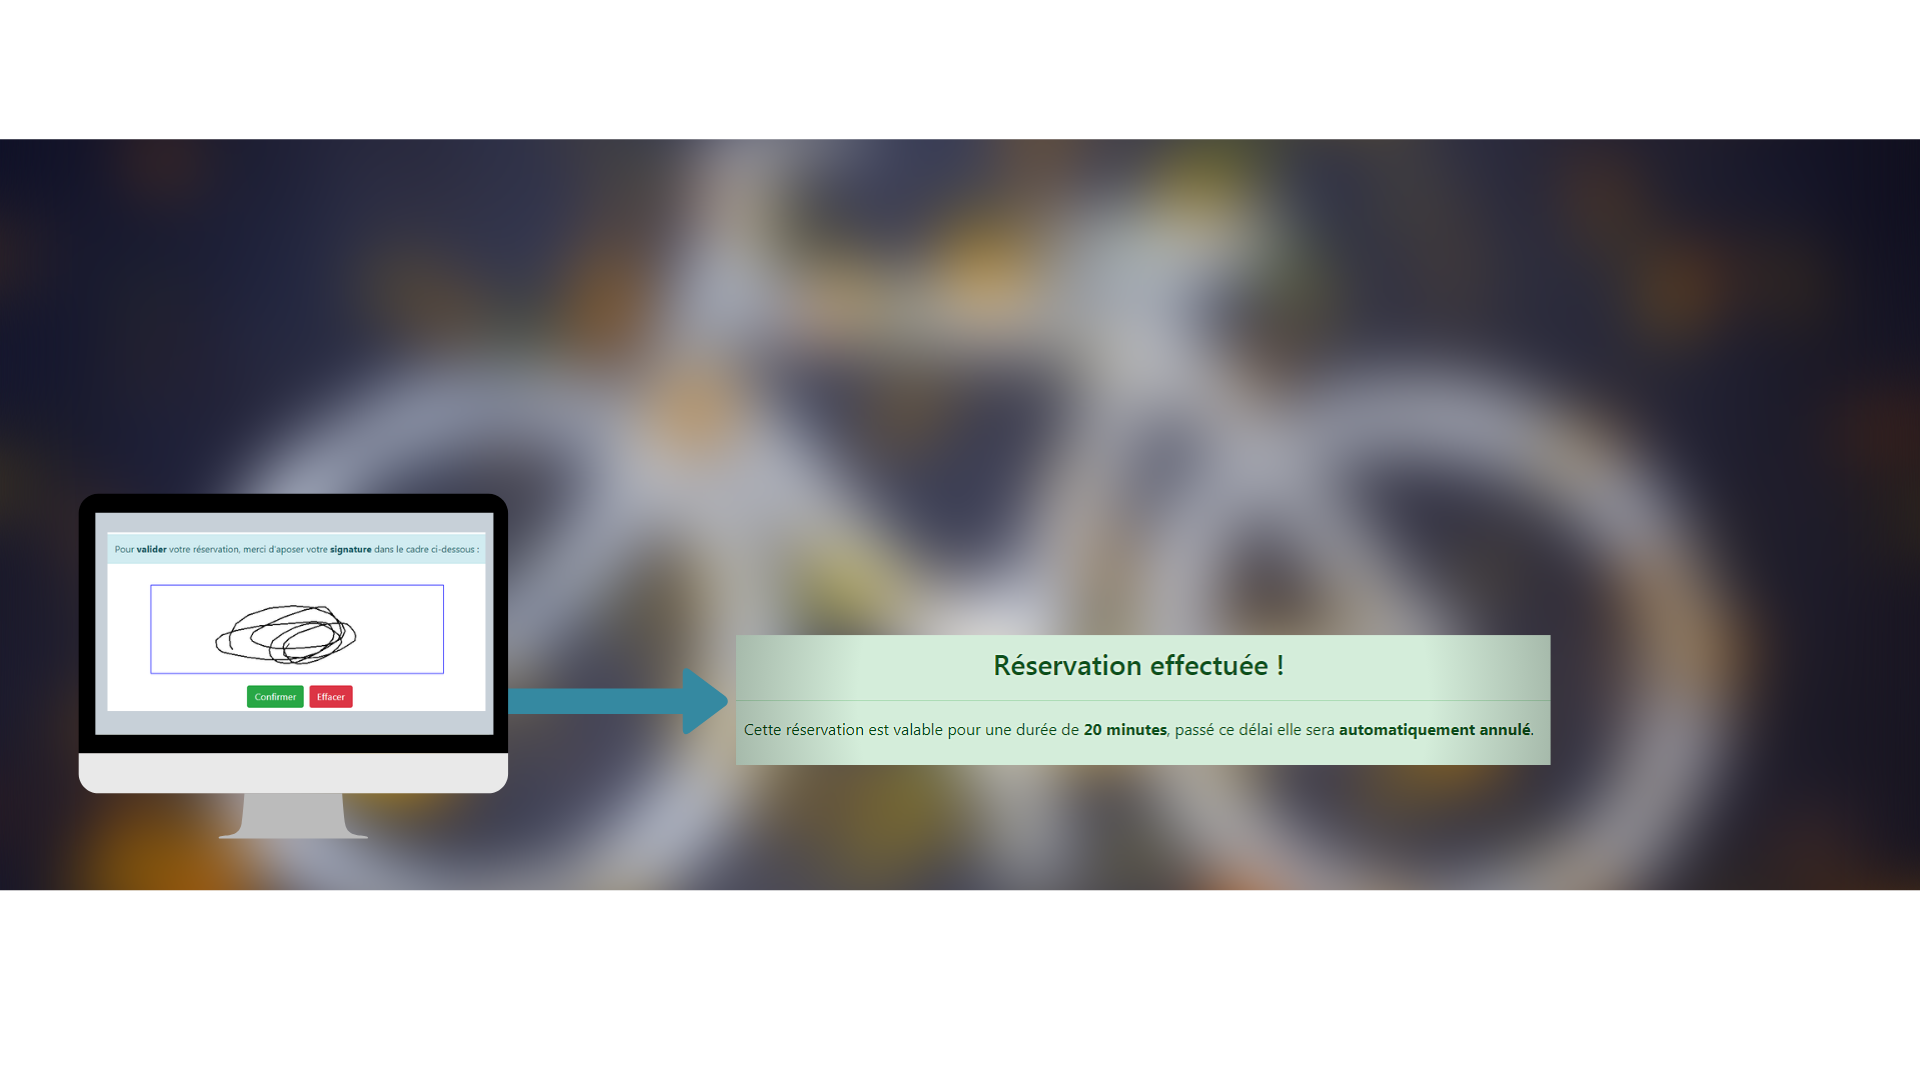 Pour valider votre réservation, merci d'aposer votre signature dans le cadre ci-dessous :
Confirmer Effacer
Réservation effectuée !
Cette réservation est valable pour une durée de 20 minutes, passé ce délai elle sera automatiquement annulé.